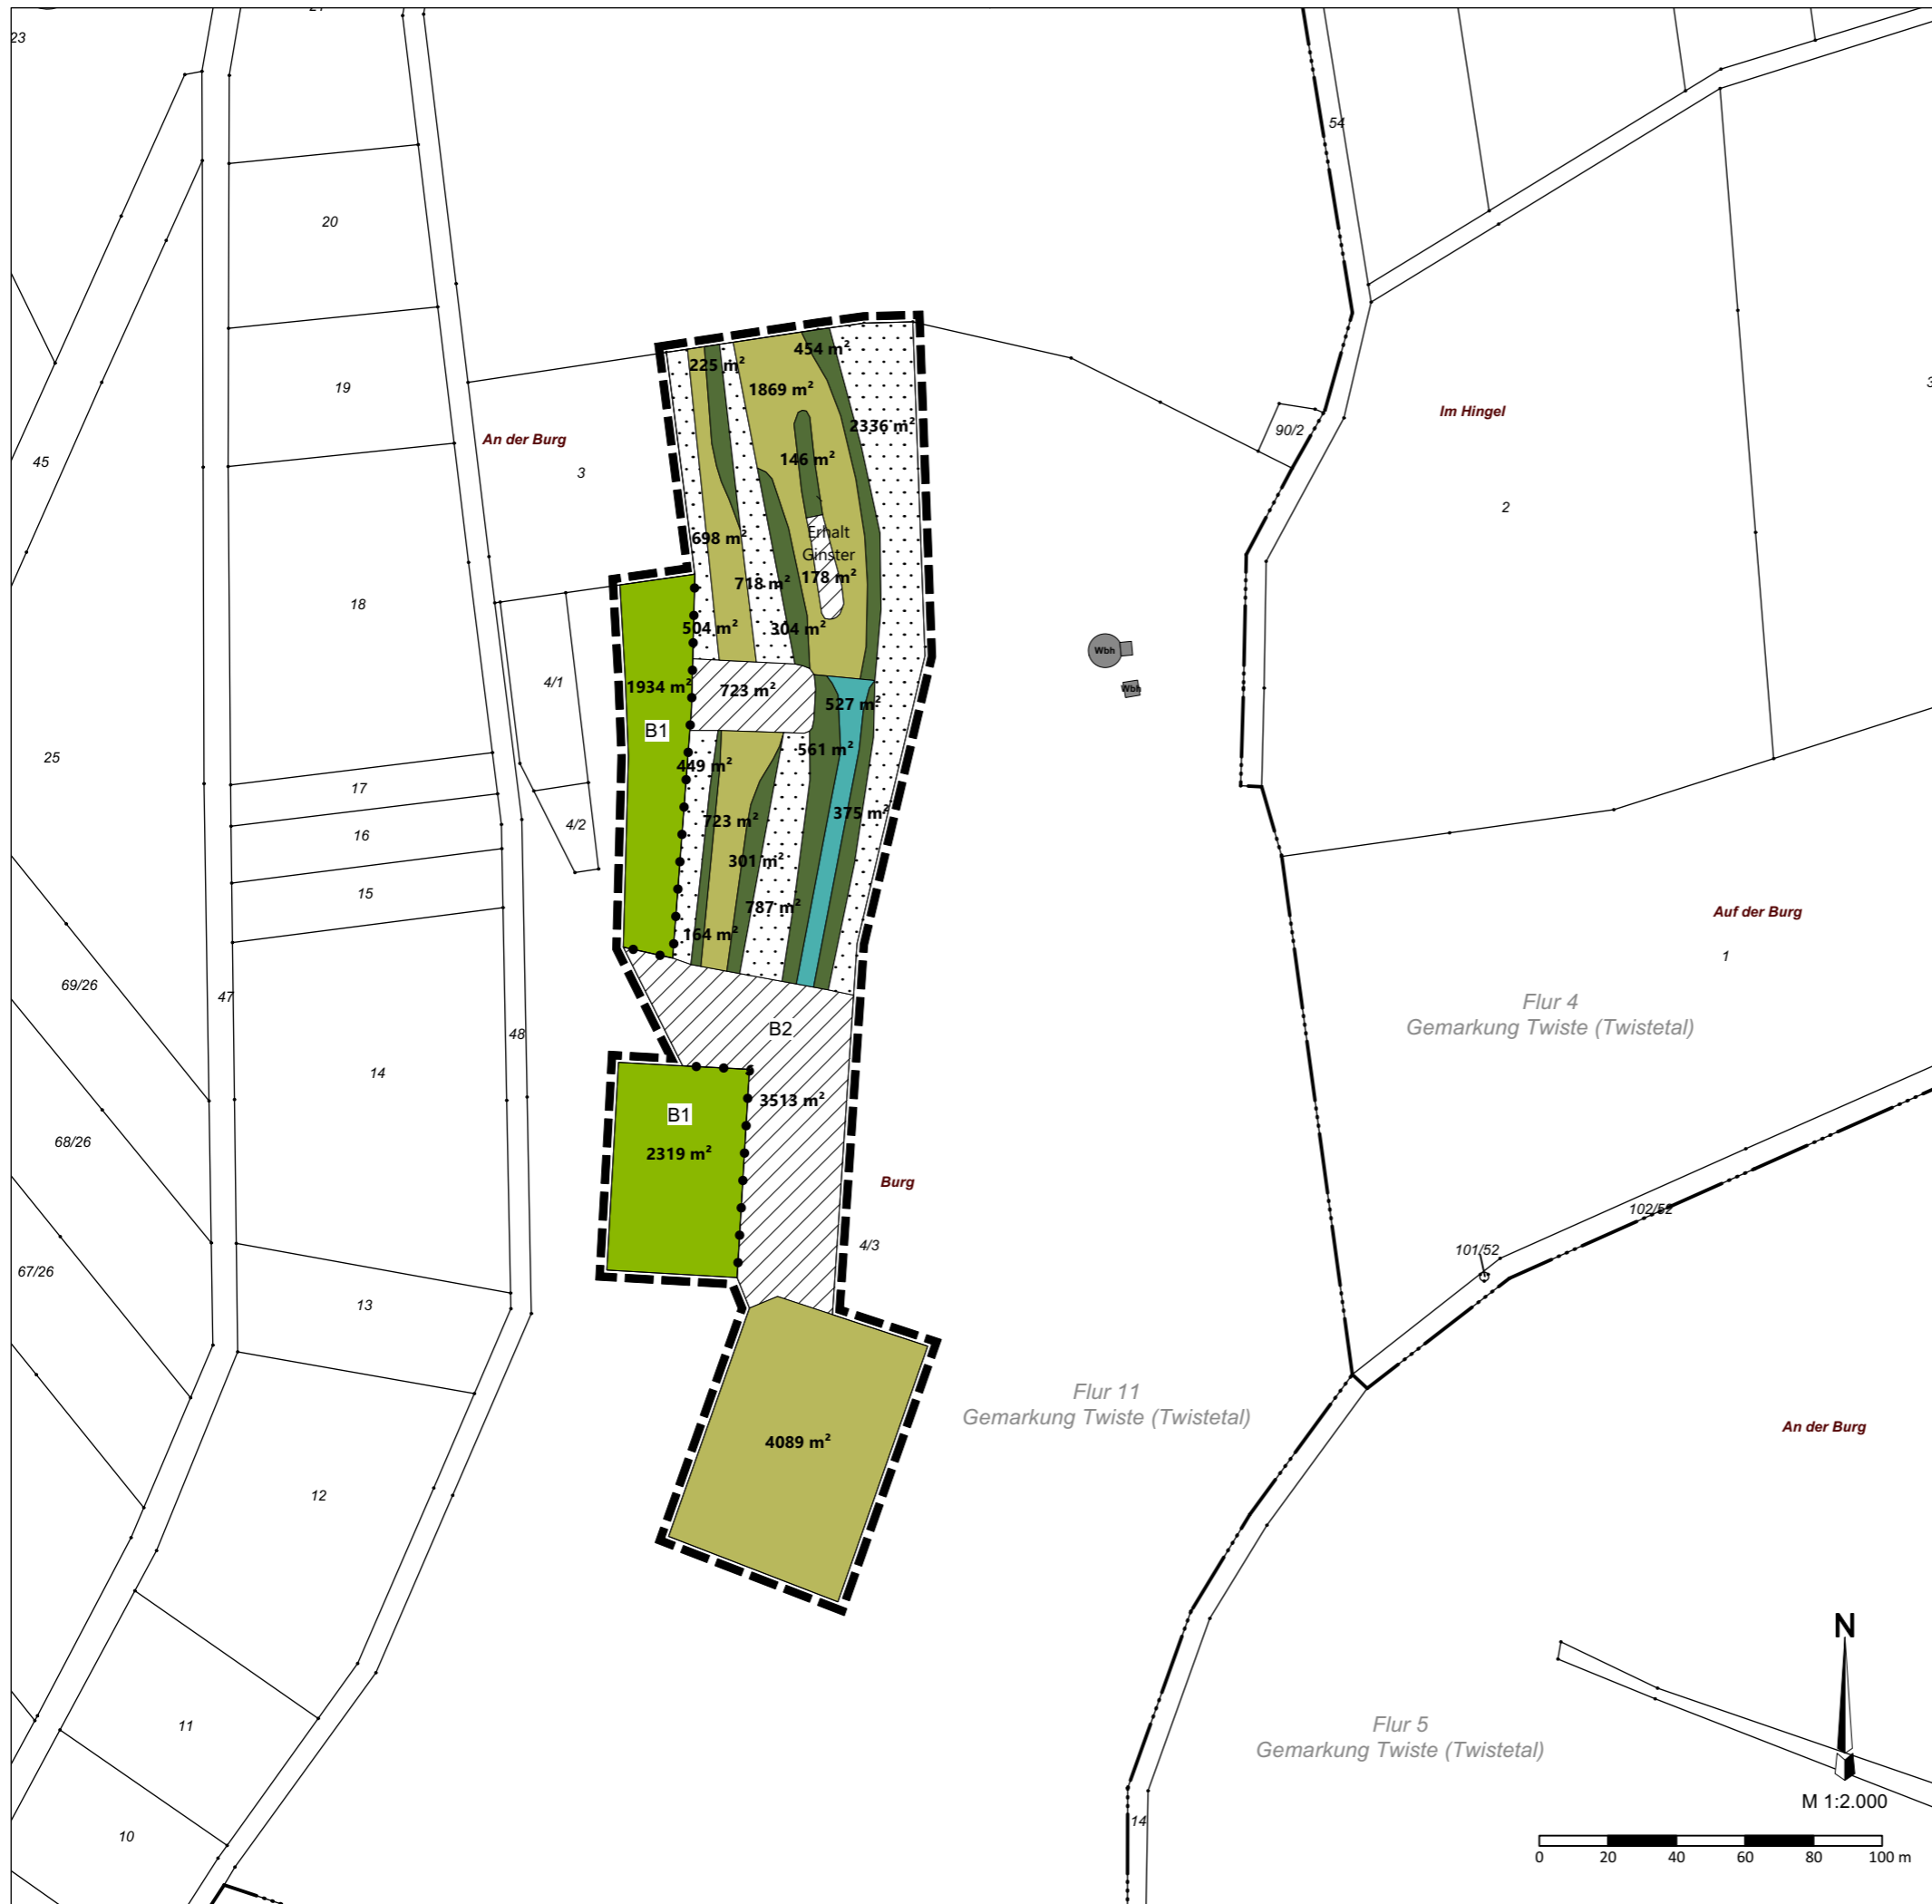 23
54
20
19
An der Burg
3
45
Im Hingel
90/2
2
225 m²
454 m²
1869 m²
2336 m²
146 m²
Erhalt
Ginster
178 m²
698 m²
718 m²
504 m²
304 m²
18
4/1
1934 m²
B1
723 m²
527 m²
Wbh
Wbh
561 m²
449 m²
25
17
16
4/2
15
723 m²
375 m²
301 m²
787 m²
164 m²
Auf der Burg
1
69/26
47
48
14
B2
Flur 4
Gemarkung Twiste (Twistetal)
3513 m²
B1
2319 m²
68/26
Burg
4/3
102/52
101/52
67/26
13
Flur 11
Gemarkung Twiste (Twistetal)
4089 m²
An der Burg
12
11
10
Flur 5
Gemarkung Twiste (Twistetal)
14
N
M 1:2.000
0 20 40 60 80 100 m